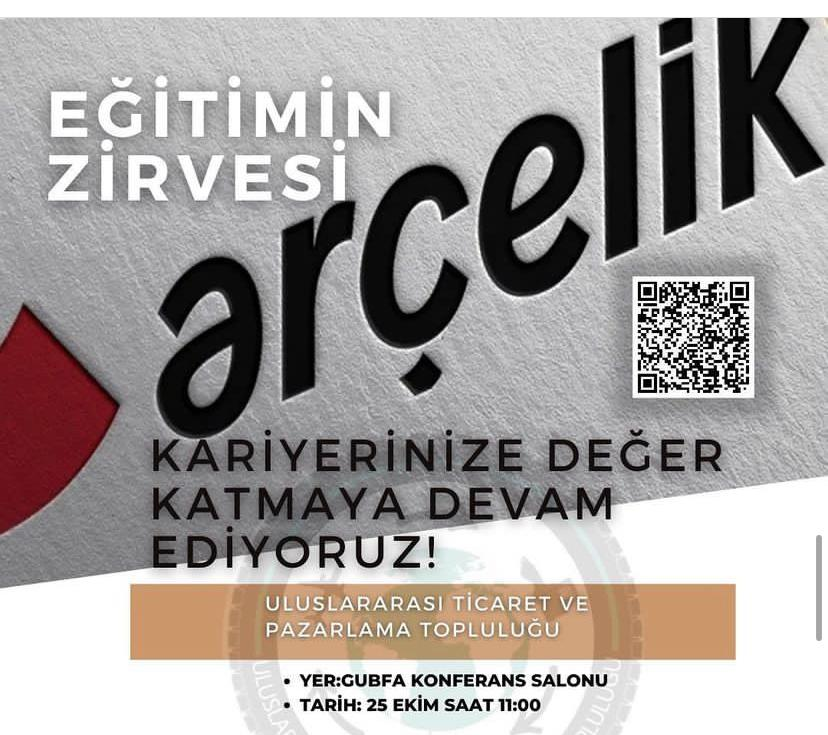 EĞİTİMİN
ZİRVESİ
arçelik
KARİYERİNİZE DEĞER
KATMAYA DEVAM
EDİYORUZ!
ULUSLARARASI TİCARET VE
PAZARLAMA TOPLULUĞU
• YER:GUBFA KONFERANS SALONU
• TARİH: 25 EKİM SAAT 11:00